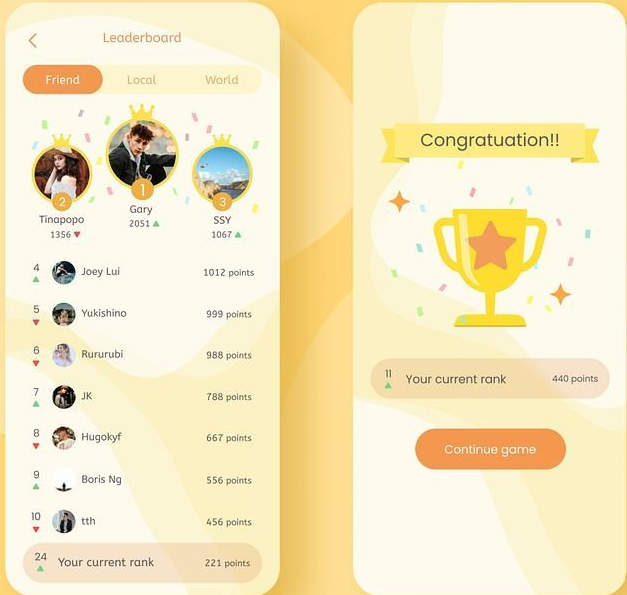 Leaderboard
Friend Local World
2
Tinapopo
1356
1
Gary
2051
3
SSY
1067
4 Joey Lui 1012 points
5 Yukishino 999 points
6 Rururubi 988 points
7 JK 788 points
8 Hugokyf 667 points
9 Boris Ng 556 points
10 tth 456 points
24 Your current rank 221 points
Congratuation!!
11 Your current rank 440 points
Continue game